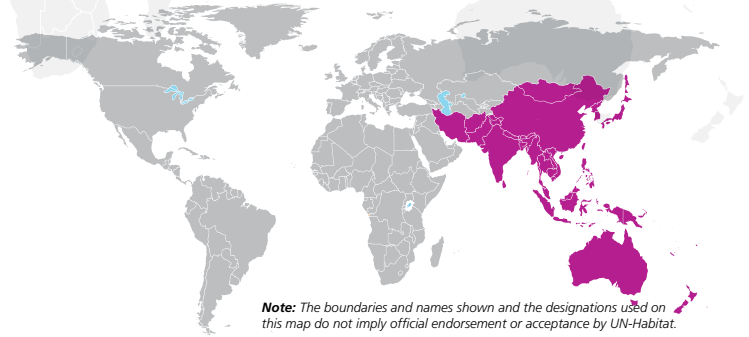 Note: The boundaries and names shown and the designations used on
this map do not imply official endorsement or acceptance by UN-Habitat.